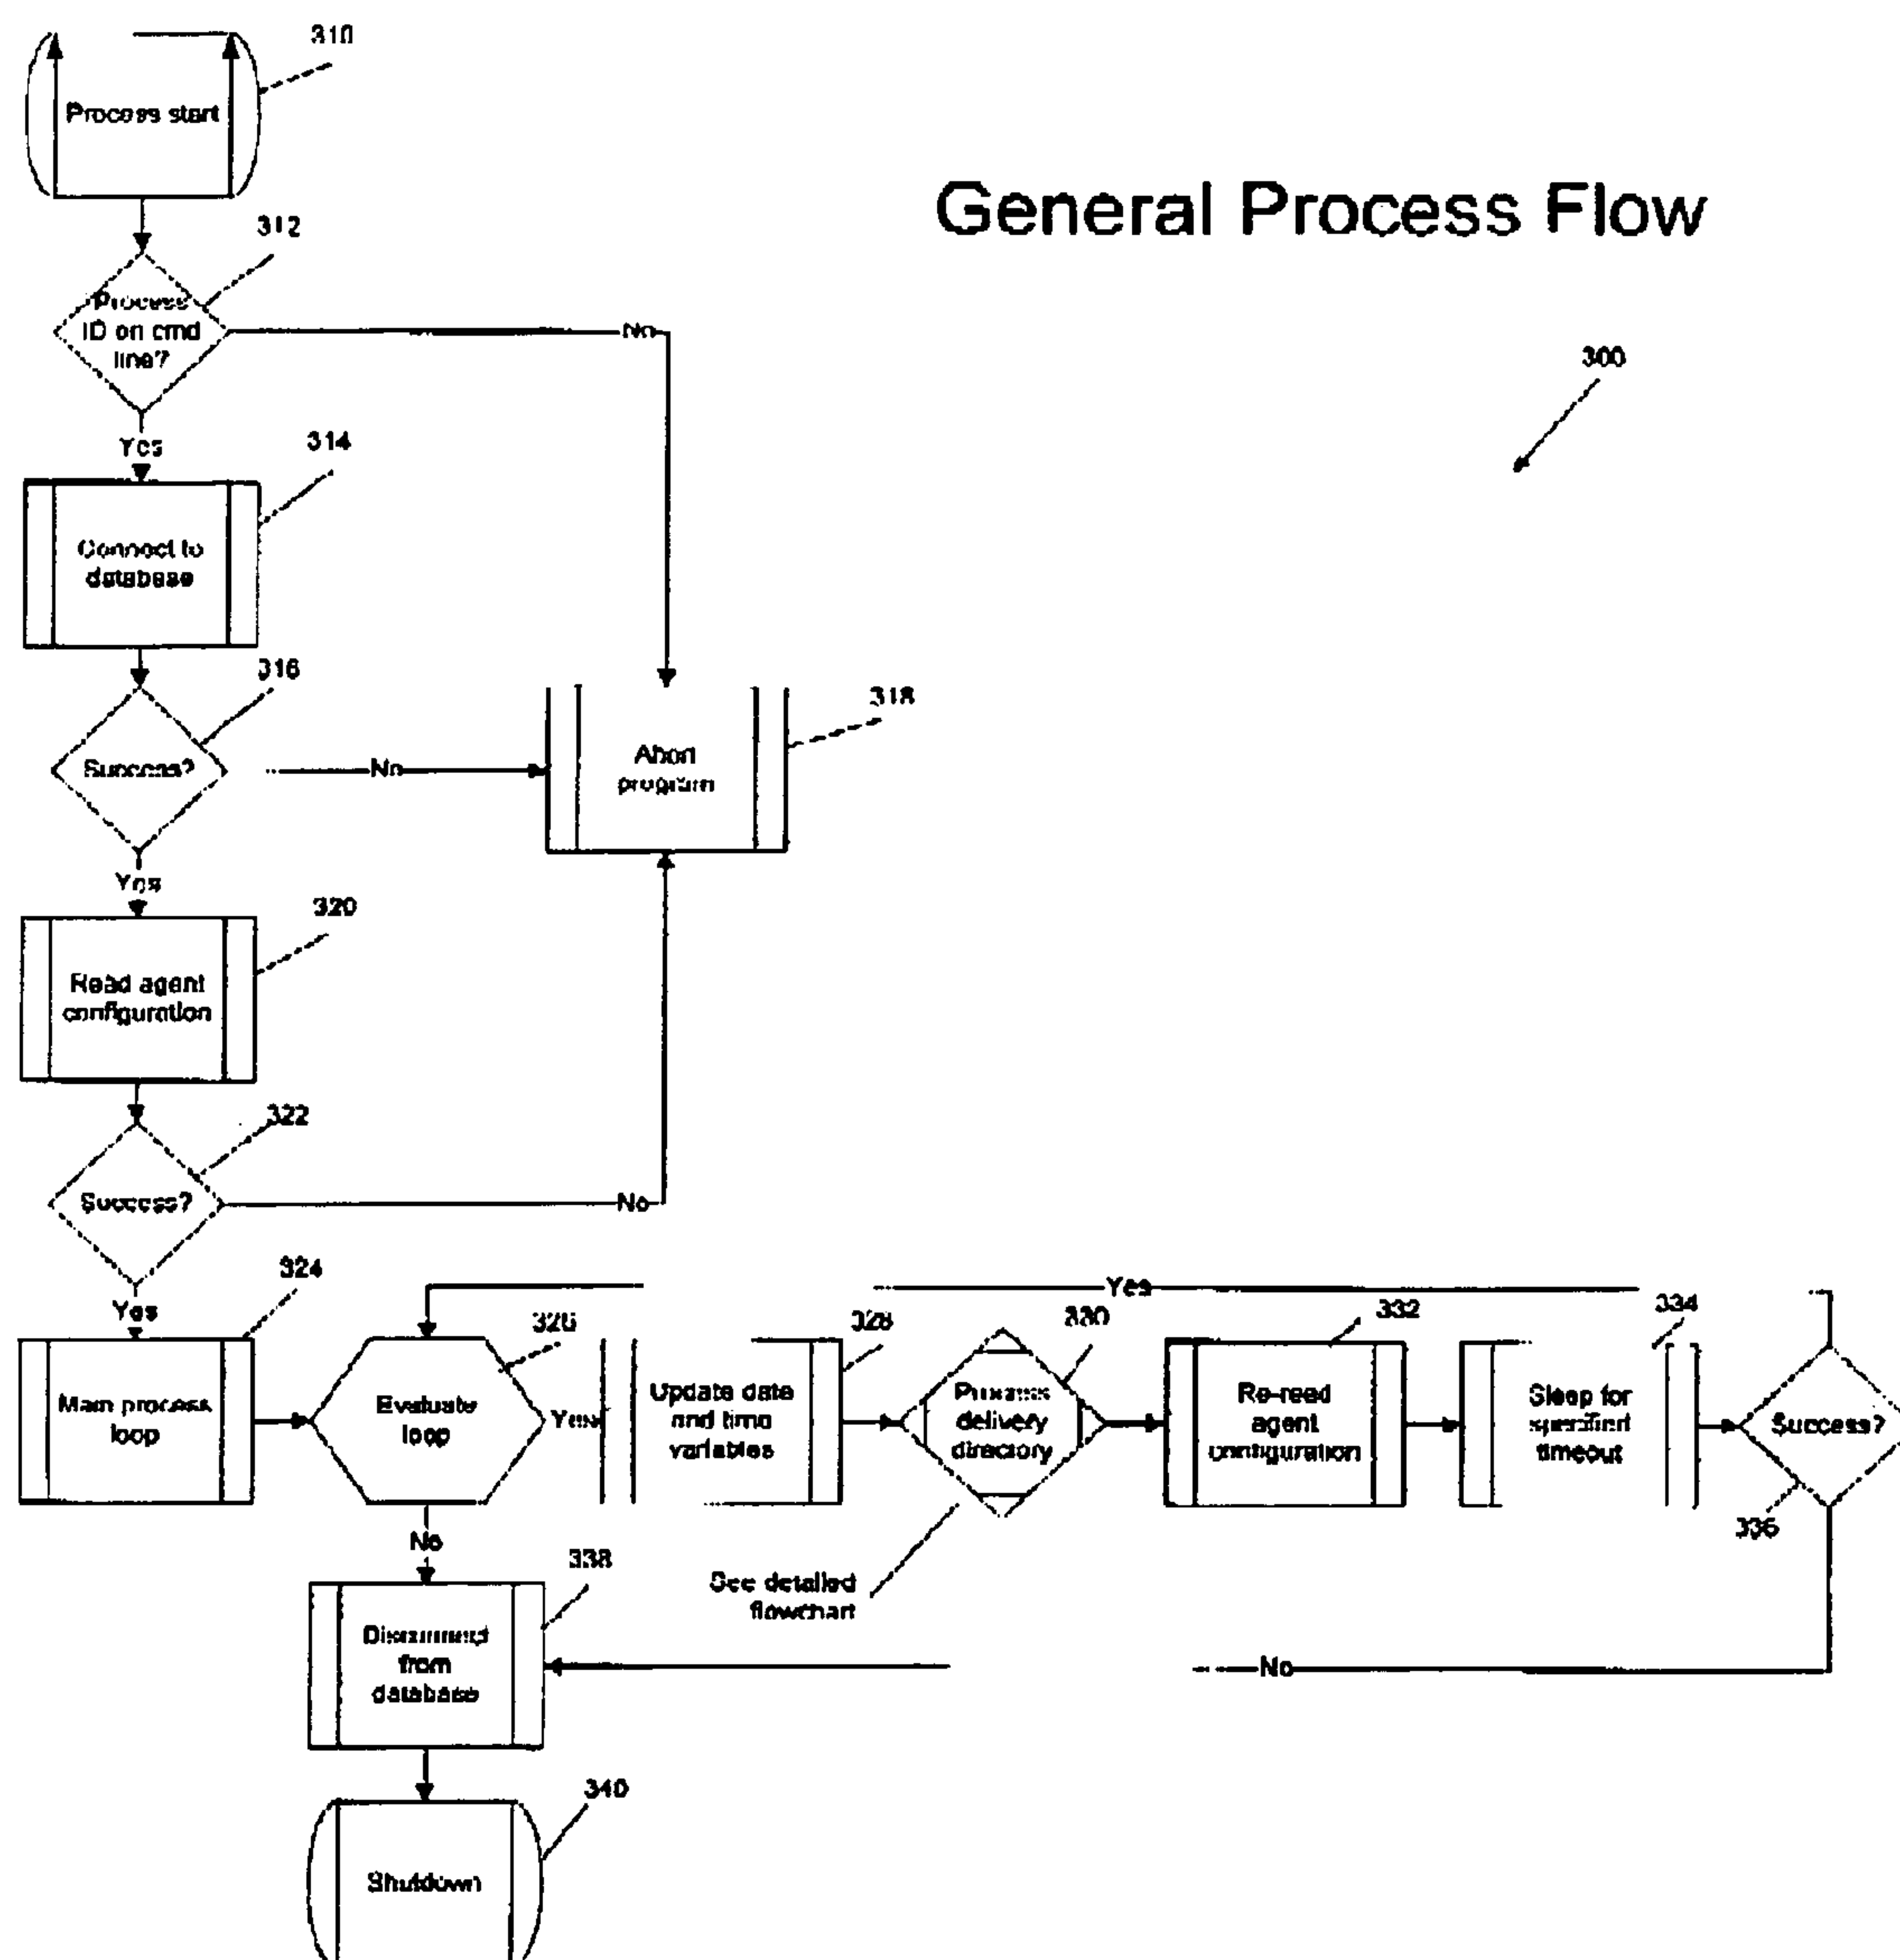 310
Process start
General Process Flow
312
Process
ID on cmd
line?
No
300
Yes
314
Connect to
database
316
318
Success?
No
Abort
program
Yes
320
Read agent
configuration
322
Success?
No
324
Yes
Yes
326
328
330
332
334
Main process
loop
Evaluate
loop
Yes
Update date
and time
variables
Process
delivery
directory
Re-read
agent
configuration
Sleep for
specified
timeout
Success?
336
No
338
See detailed
flowchart
Disconnect
from
database
No
340
Shutdown